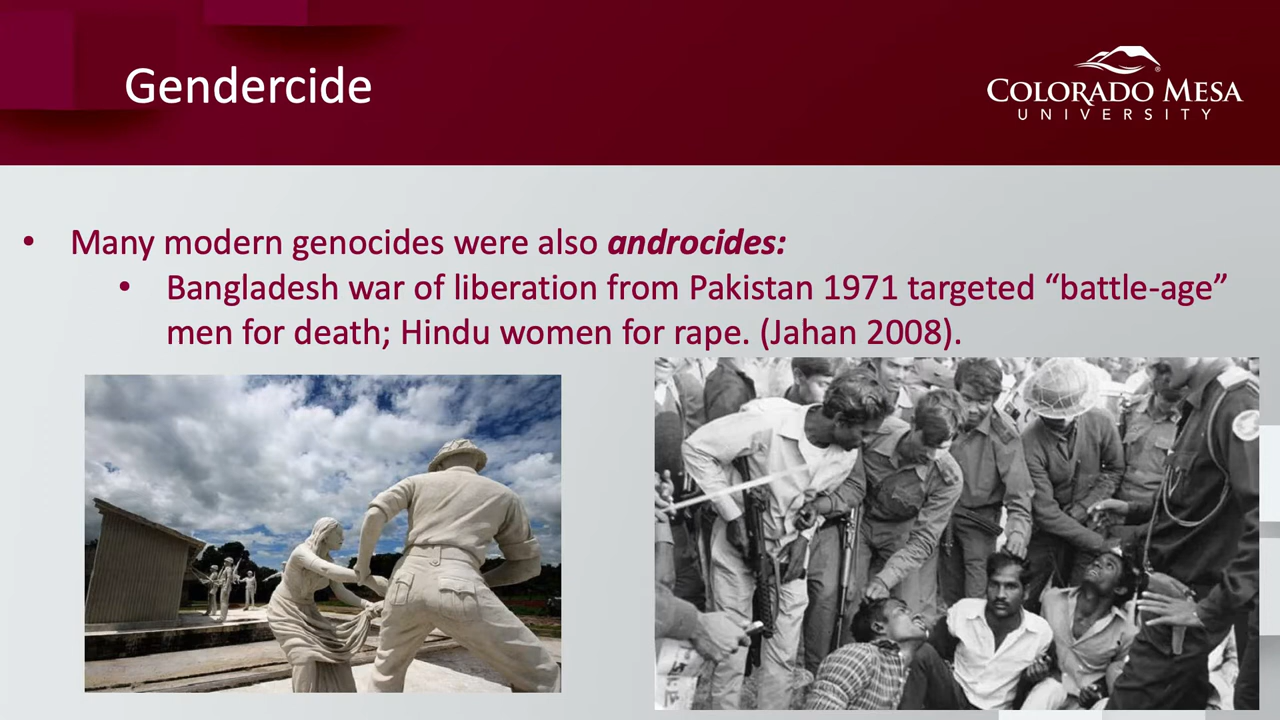 Gendercide
COLORADO MESA
UNIVERSITY
• Many modern genocides were also androcides:
• Bangladesh war of liberation from Pakistan 1971 targeted “battle-age”
men for death; Hindu women for rape. (Jahan 2008).